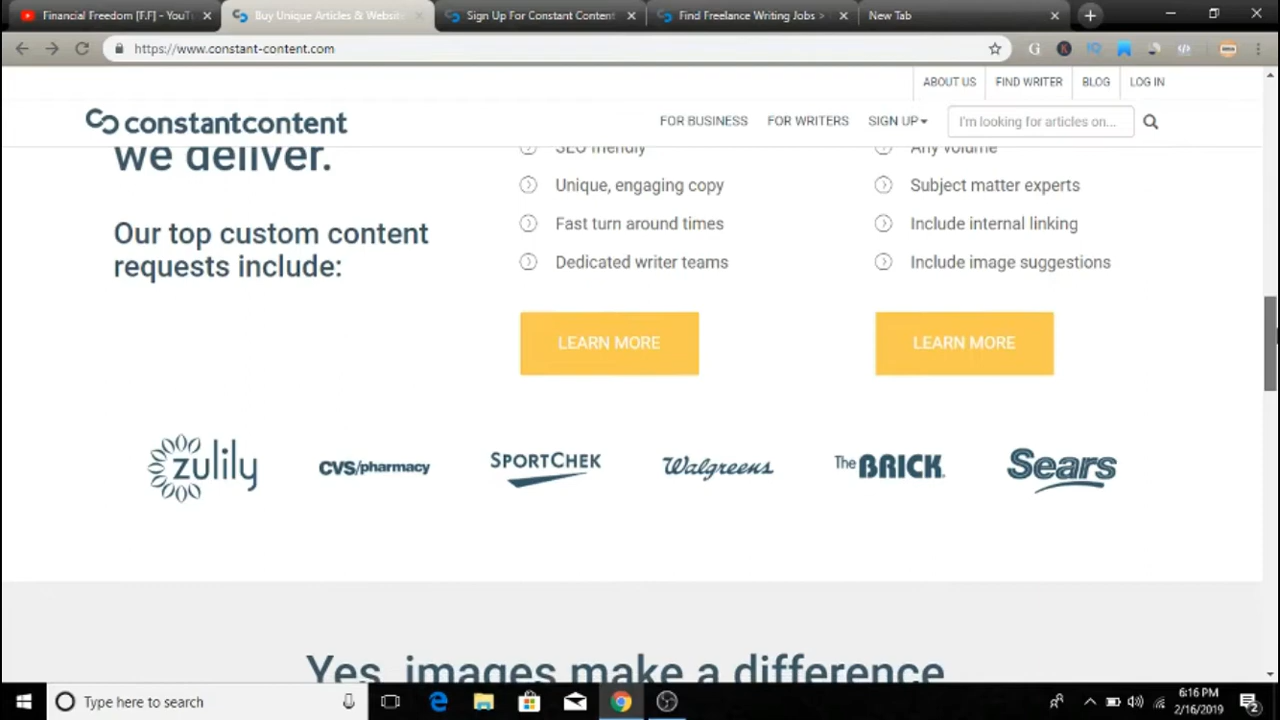 Financial Freedom [F.F] - YouT
Buy Unique Articles & Website
Sign Up For Constant Content
Find Freelance Writing Jobs >
New Tab
https://www.constant-content.com
ABOUT US
FIND WRITER
BLOG
LOG IN
constantcontent
FOR BUSINESS
FOR WRITERS
SIGN UP
I'm looking for articles on...
we deliver.
SEO friendly
Any volume
Unique, engaging copy
Subject matter experts
Our top custom content
requests include:
Fast turn around times
Include internal linking
Dedicated writer teams
Include image suggestions
LEARN MORE
LEARN MORE
zulily
CVS/pharmacy
SPORTCHEK
Walgreens
The BRICK.
Sears
Yes, images make a difference
Type here to search
6:16 PM
2/16/2019
2